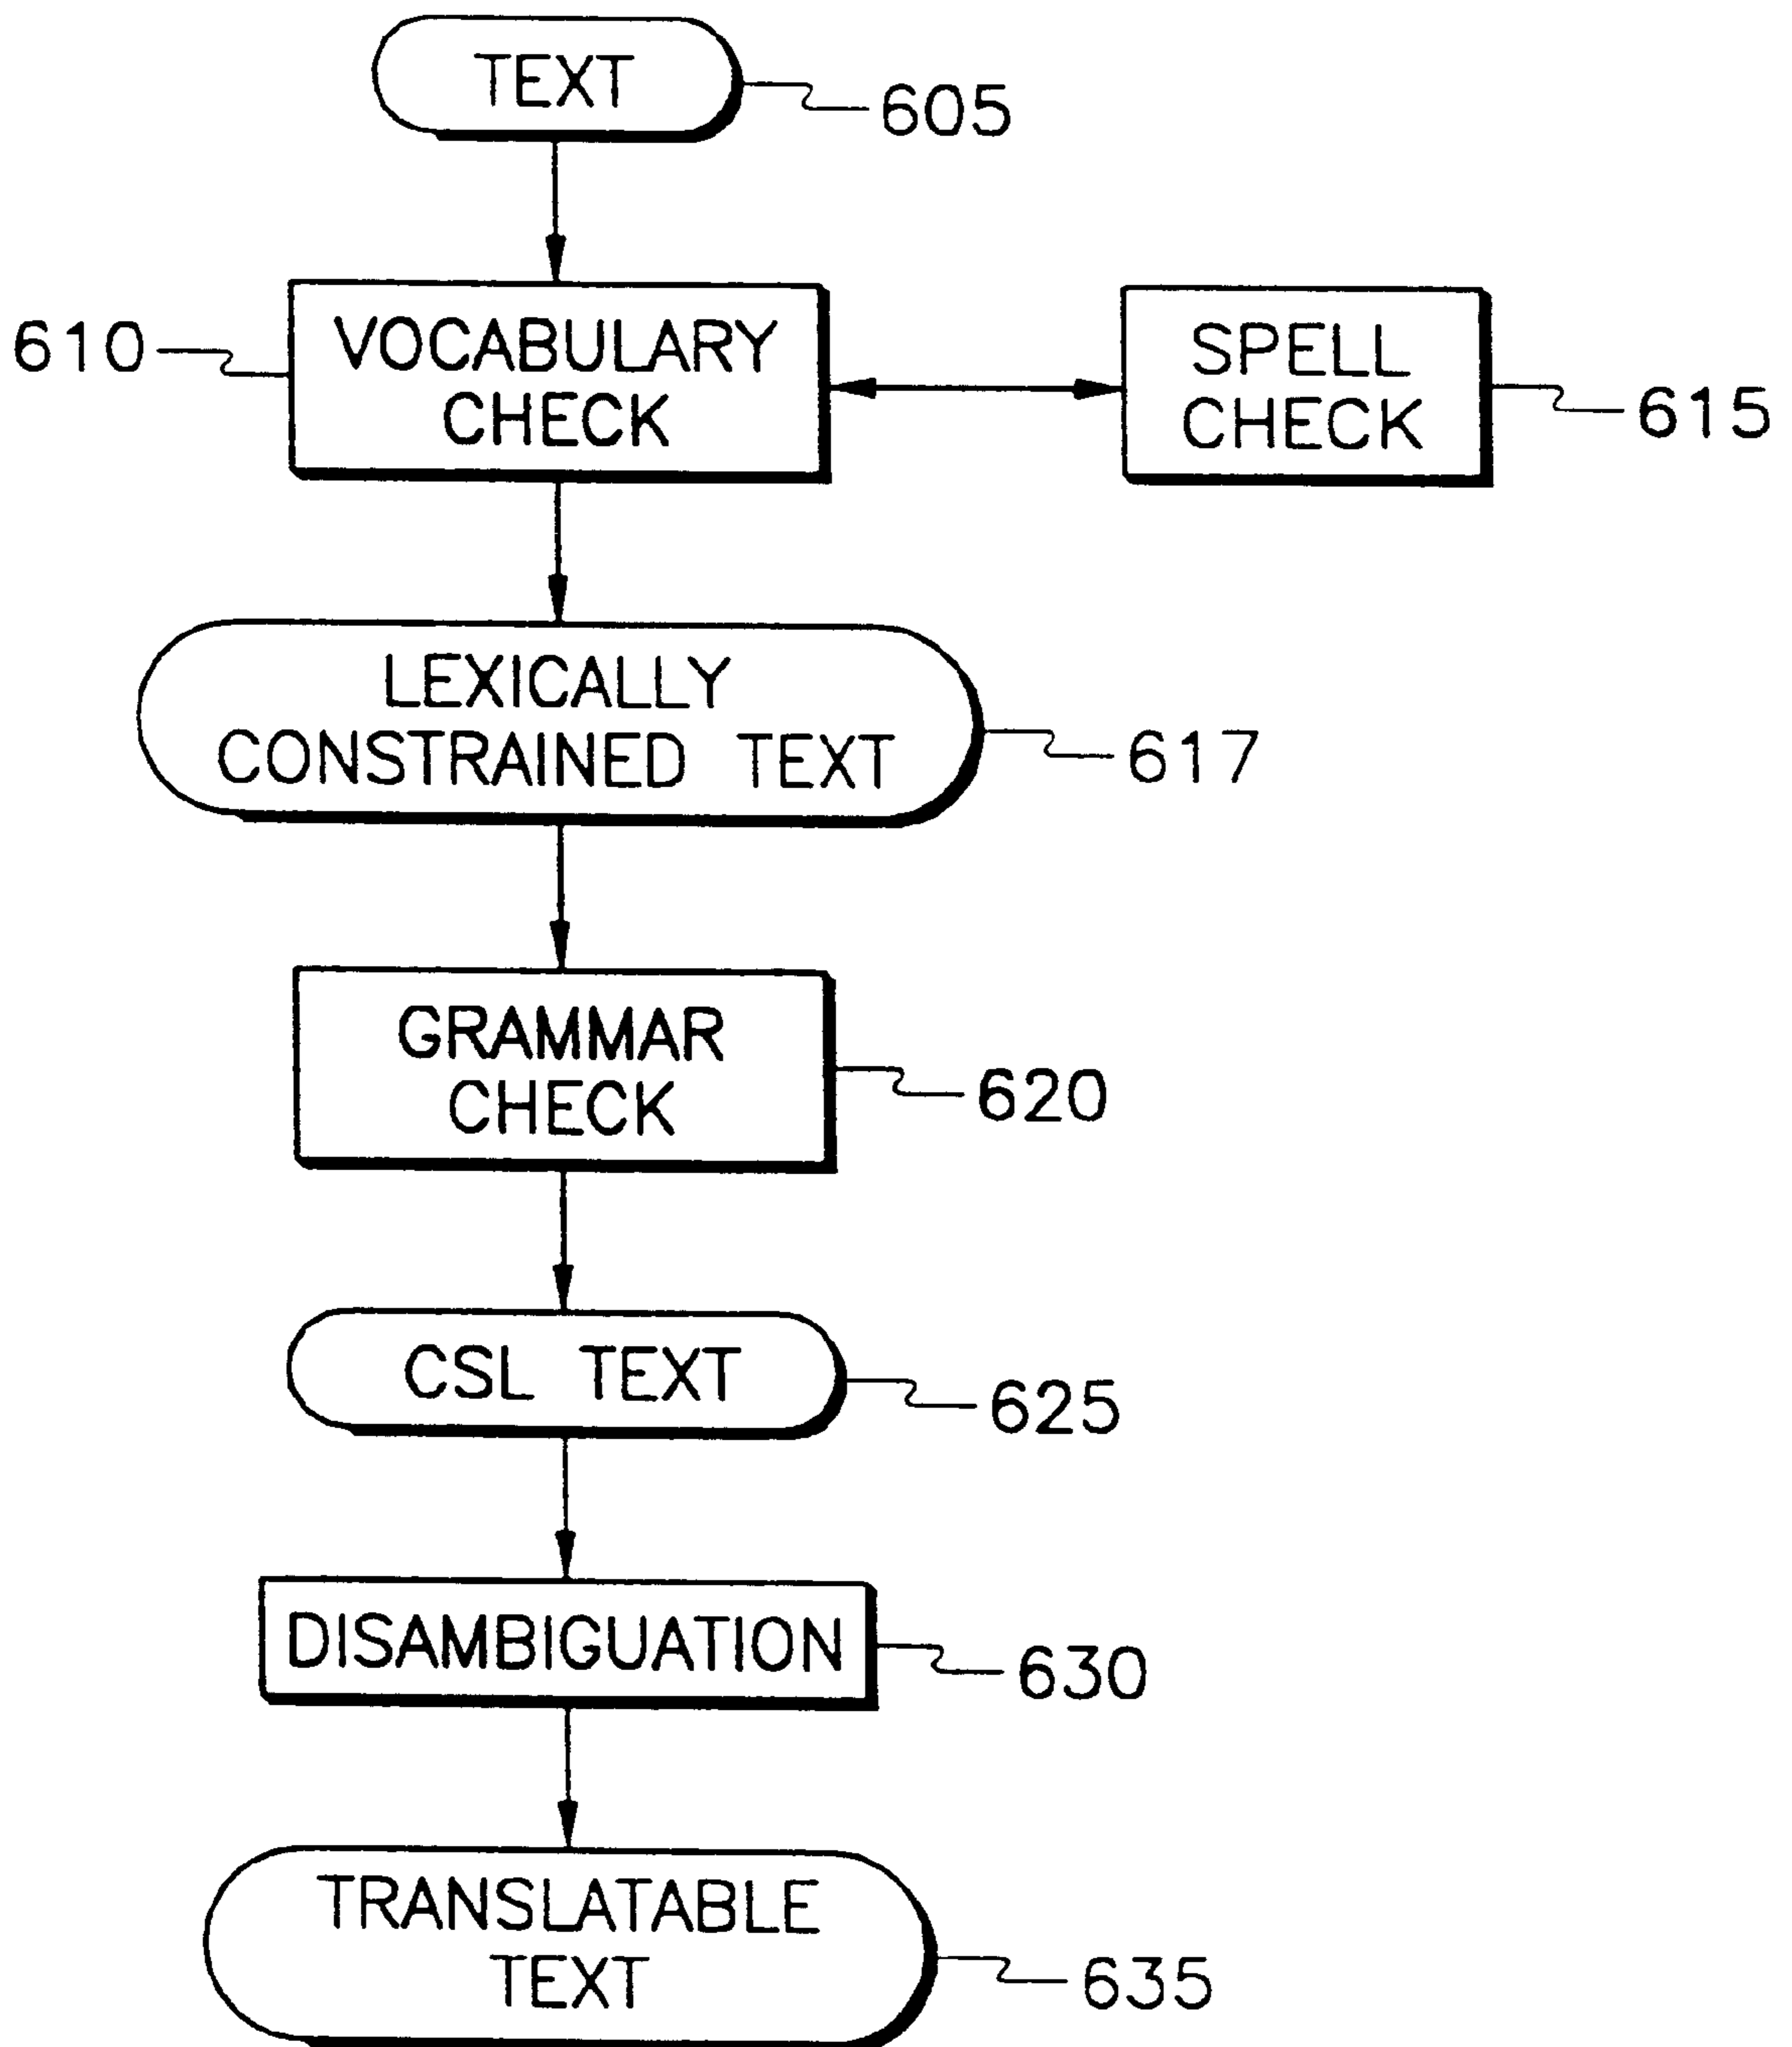 TEXT
605
610
VOCABULARY
CHECK
SPELL
CHECK
615
LEXICALLY
CONSTRAINED TEXT
617
GRAMMAR
CHECK
620
CSL TEXT
625
DISAMBIGUATION
630
TRANSLATABLE
TEXT
635